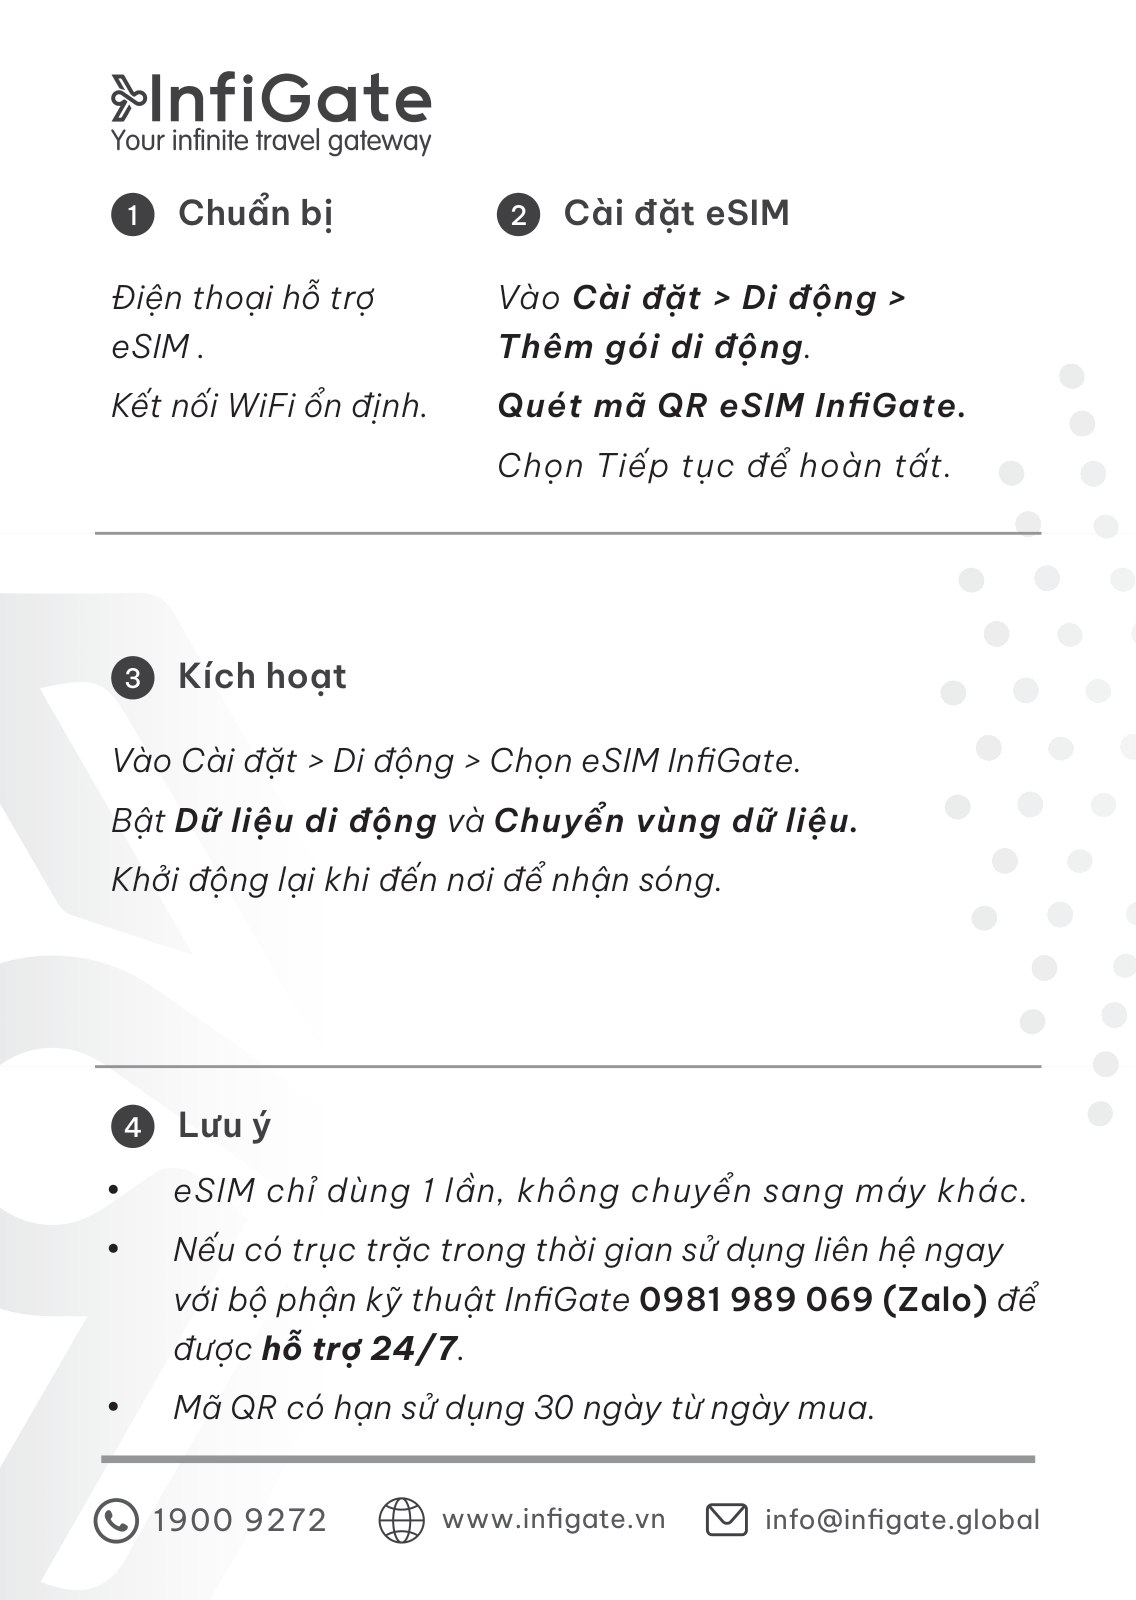 InfiGate
Your infinite travel gateway
1 Chuẩn bị
Điện thoại hỗ trợ
eSIM .
Kết nối WiFi ổn định.
2 Cài đặt eSIM
Vào Cài đặt > Di động >
Thêm gói di động.
Quét mã QR eSIM InfiGate.
Chọn Tiếp tục để hoàn tất.
3 Kích hoạt
Vào Cài đặt > Di động > Chọn eSIM InfiGate.
Bật Dữ liệu di động và Chuyển vùng dữ liệu.
Khởi động lại khi đến nơi để nhận sóng.
4 Lưu ý
• eSIM chỉ dùng 1 lần, không chuyển sang máy khác.
• Nếu có trục trặc trong thời gian sử dụng liên hệ ngay
với bộ phận kỹ thuật InfiGate 0981 989 069 (Zalo) để
được hỗ trợ 24/7.
• Mã QR có hạn sử dụng 30 ngày từ ngày mua.
1900 9272 www.infigate.vn info@infigate.global